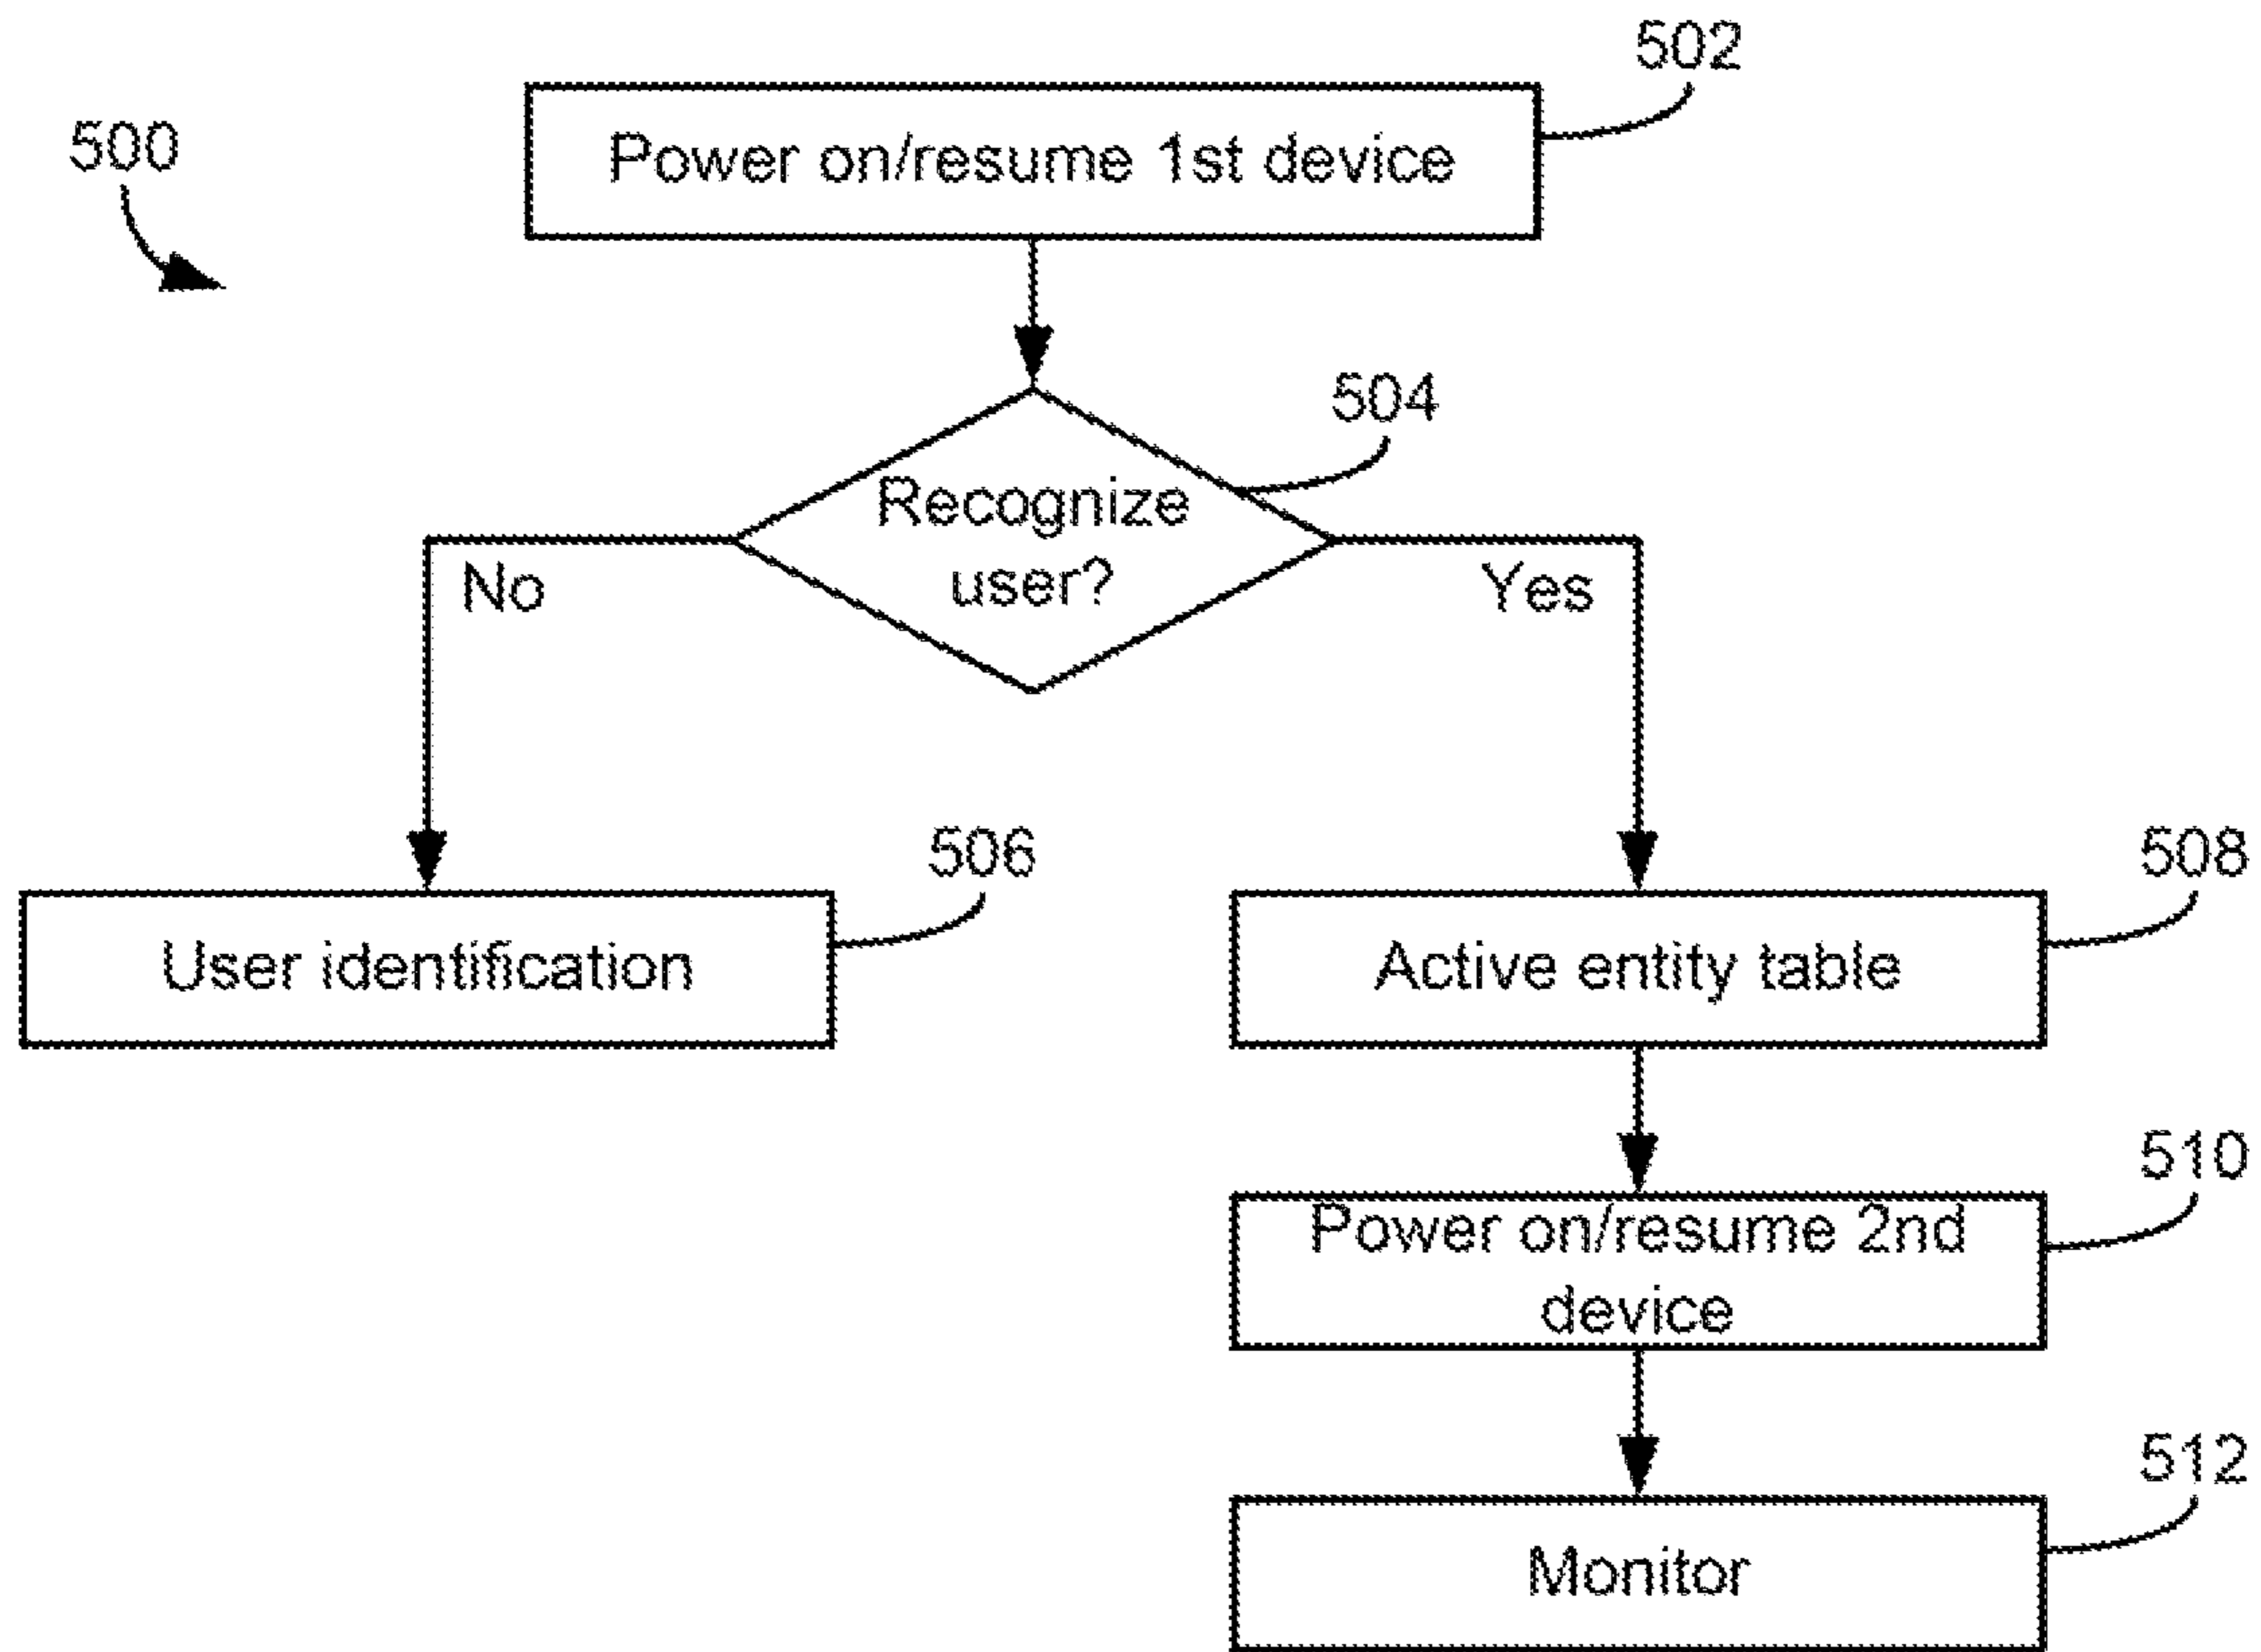 502
500
Power on/resume 1st device
504
Recognize
user?
No
Yes
506
508
User identification
Active entity table
510
Power on/resume 2nd
device
512
Monitor